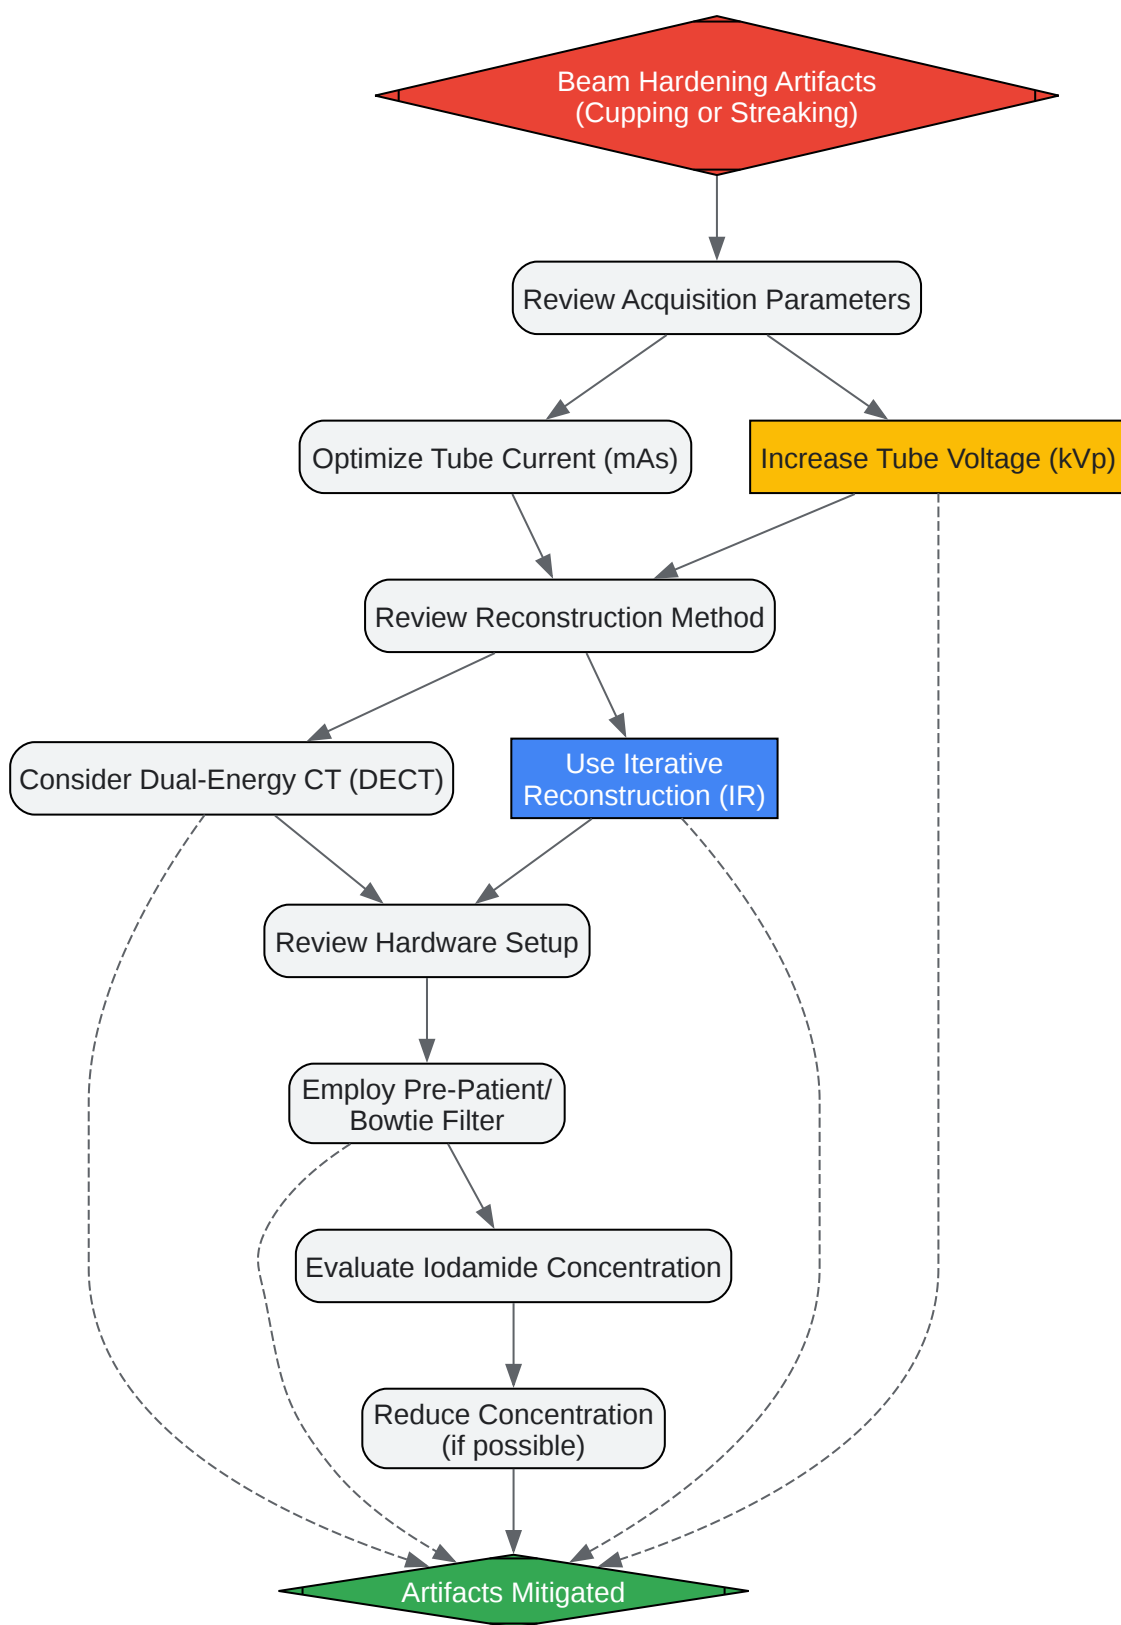 Beam Hardening Artifacts
(Cupping or Streaking)
Review Acquisition Parameters
Optimize Tube Current (mAs)
Increase Tube Voltage (kVp)
Review Reconstruction Method
Consider Dual-Energy CT (DECT)
Use Iterative
Reconstruction (IR)
Review Hardware Setup
Employ Pre-Patient/
Bowtie Filter
Evaluate Iodamide Concentration
Reduce Concentration
(if possible)
Artifacts Mitigated